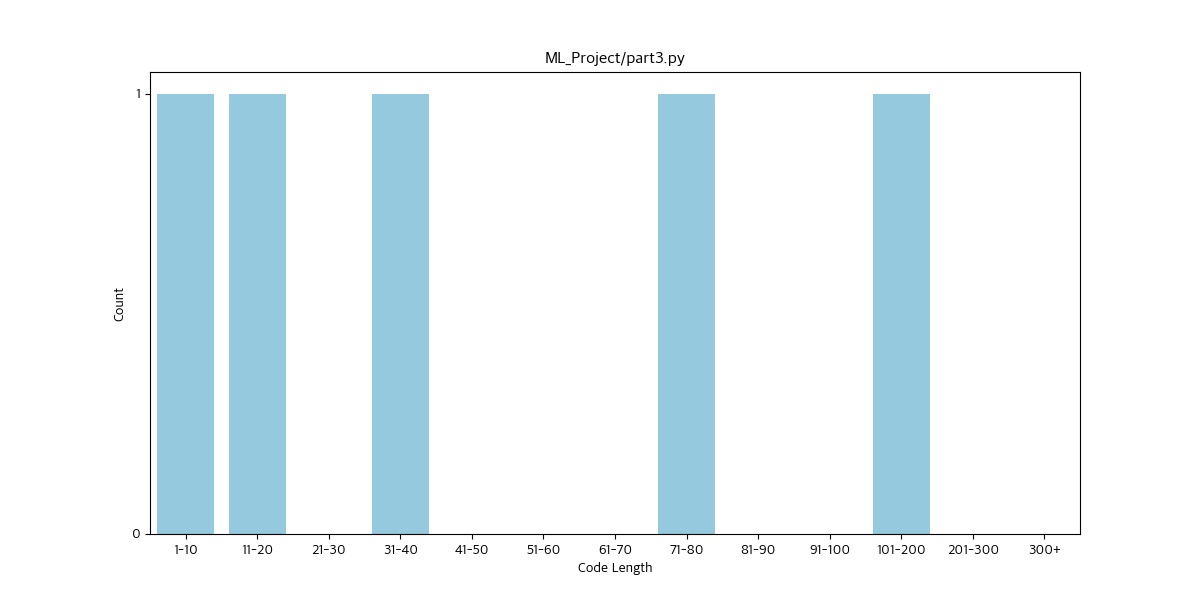 ML_Project/part3.py
Count
1
0
1-10 11-20 21-30 31-40 41-50 51-60 61-70 71-80 81-90 91-100 101-200 201-300 300+
Code Length